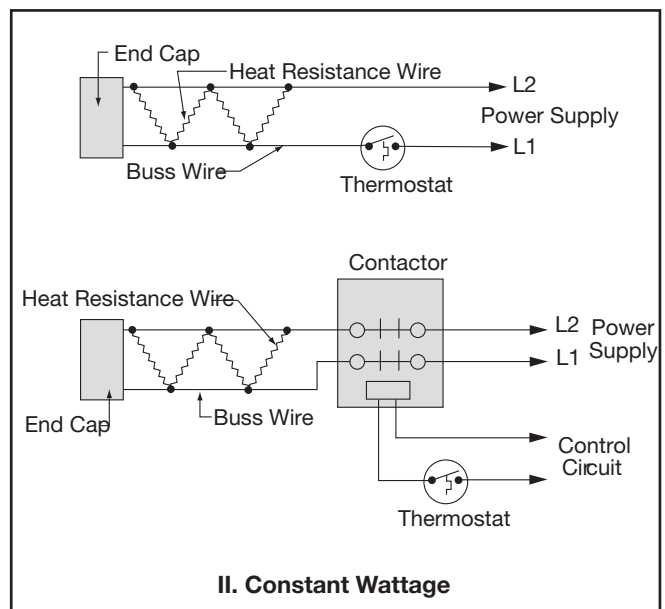 End Cap
Heat Resistance Wire
L2
Power Supply
L1
Buss Wire
Thermostat
Contactor
Heat Resistance Wire
L2 Power
L1 Supply
End Cap
Buss Wire
Control
Circuit
Thermostat
II. Constant Wattage